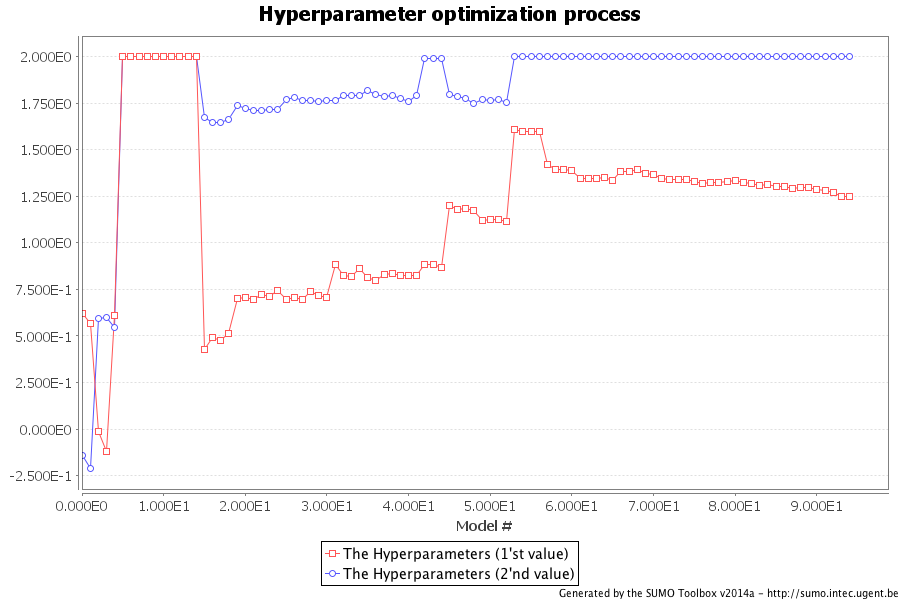 Hyperparameter optimization process
2.000E0
1.750E0
1.500E0
1.250E0
1.000E0
7.500E-1
5.000E-1
2.500E-1
0.000E0
-2.500E-1
0.000E0 1.000E1 2.000E1 3.000E1 4.000E1 5.000E1 6.000E1 7.000E1 8.000E1 9.000E1
Model #
The Hyperparameters (1'st value)
The Hyperparameters (2'nd value)
Generated by the SUMO Toolbox v2014a - http://sumo.intec.ugent.be